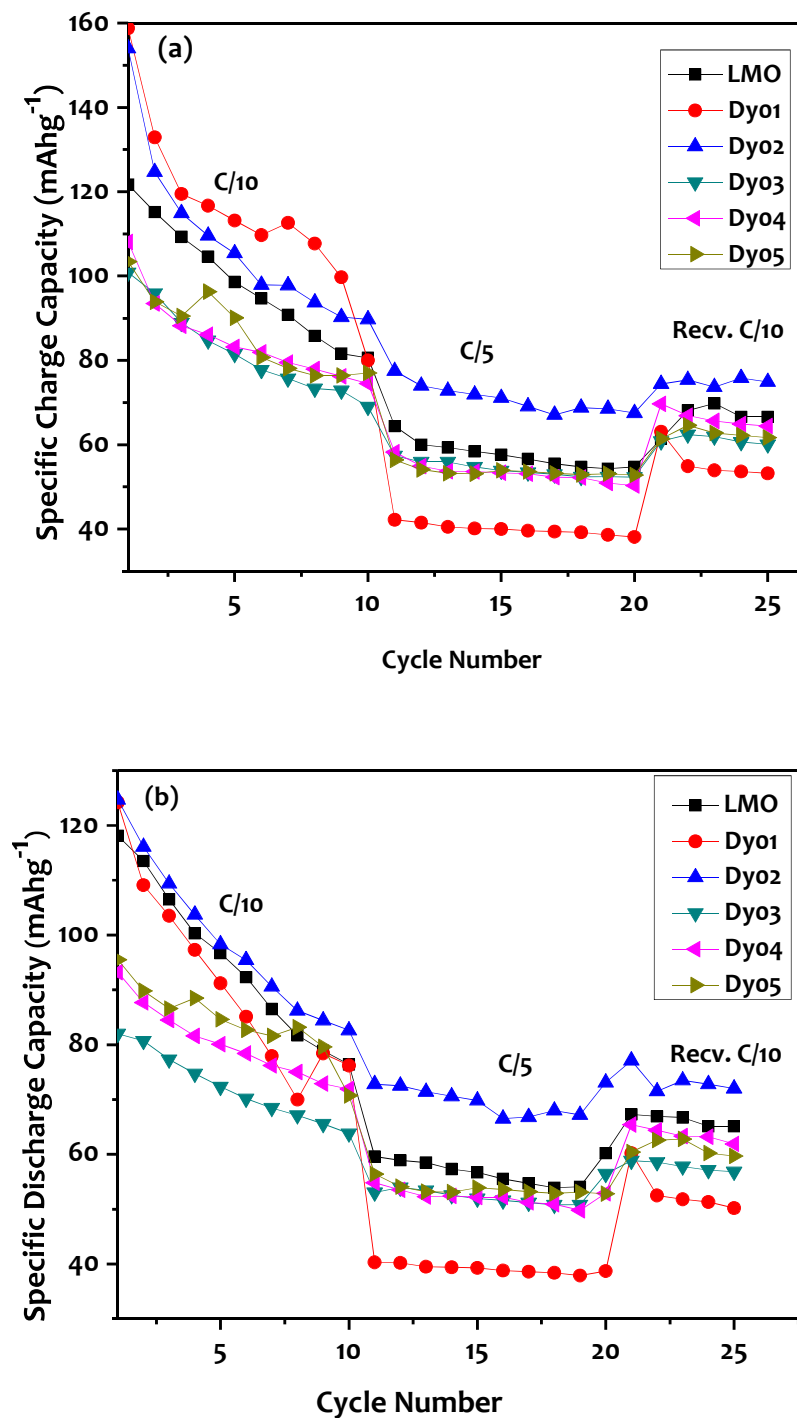 (a)
Specific Charge Capacity (mAhg⁻¹)
160
140
120
100
80
60
40
C/10
C/5
Recv. C/10
LMO
Dy01
Dy02
Dy03
Dy04
Dy05
5
10
15
20
25
Cycle Number
(b)
Specific Discharge Capacity (mAhg⁻¹)
120
100
80
60
40
C/10
C/5
Recv. C/10
LMO
Dy01
Dy02
Dy03
Dy04
Dy05
5
10
15
20
25
Cycle Number